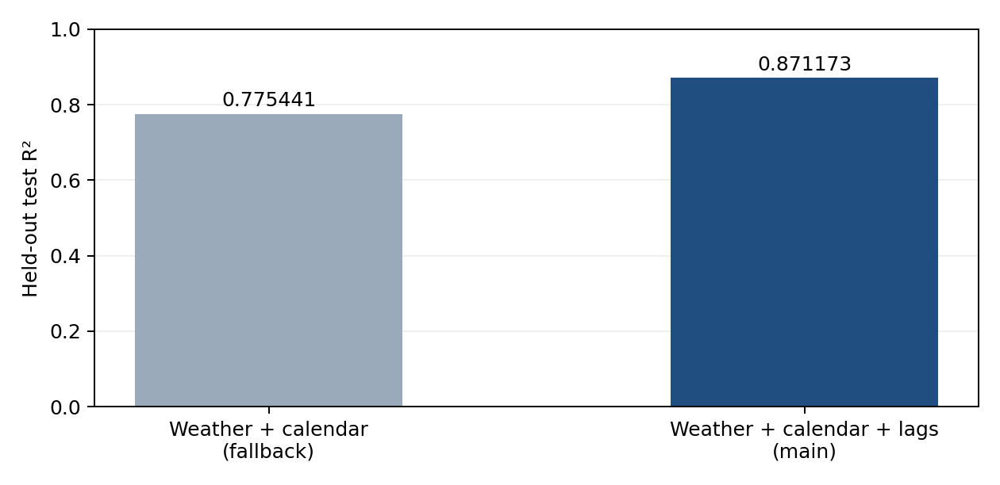 Held-out test R²
1.0
0.8
0.6
0.4
0.2
0.0
0.775441
0.871173
Weather + calendar
(fallback)
Weather + calendar + lags
(main)